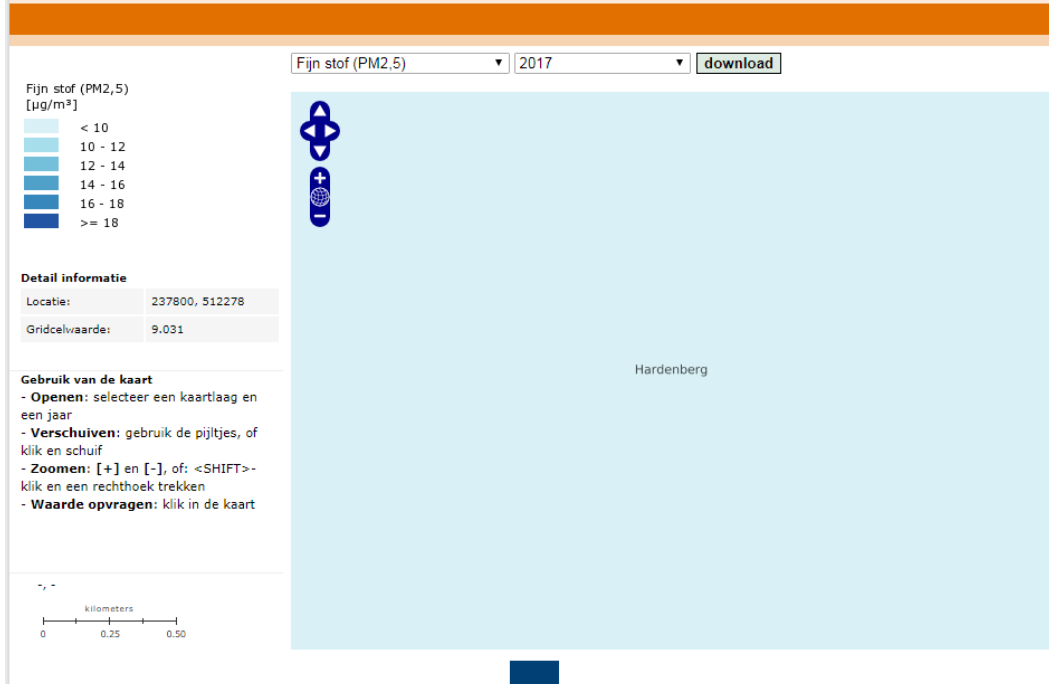 Fijn stof (PM2,5)
2017
download
Fijn stof (PM2,5)
[µg/m³]
< 10
10 - 12
12 - 14
14 - 16
16 - 18
>= 18
Detail informatie
Locatie: 237800, 512278
Gridcelwaarde: 9.031
Gebruik van de kaart
- Openen: selecteer een kaartlaag en
een jaar
- Verschuiven: gebruik de pijltjes, of
klik en schuif
- Zoomen: [+] en [-], of: <SHIFT>-
klik en een rechthoek trekken
- Waarde opvragen: klik in de kaart
-, -
kilometers
0 0.25 0.50
Hardenberg